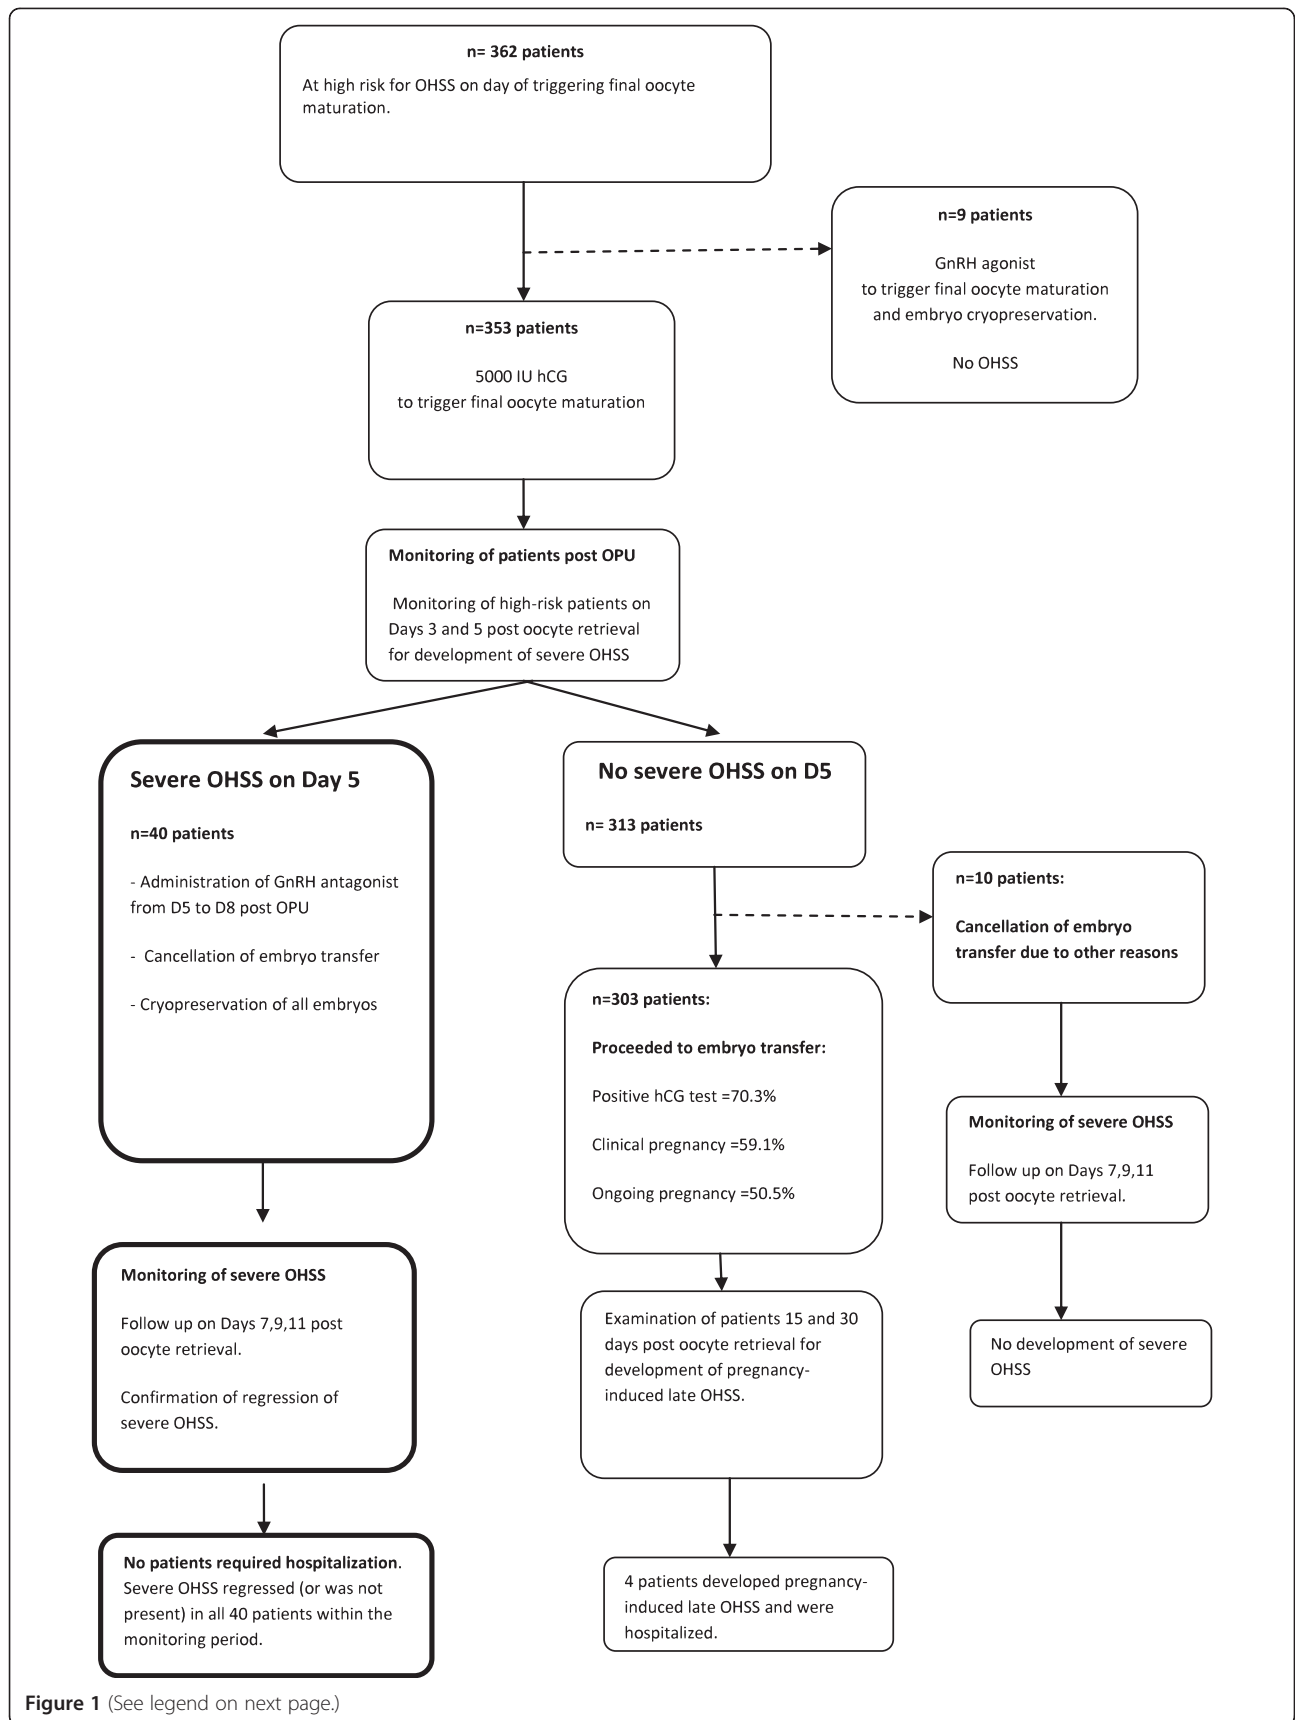 n= 362 patients
At high risk for OHSS on day of triggering final oocyte
maturation.
n=9 patients
GnRH agonist
to trigger final oocyte maturation
and embryo cryopreservation.
No OHSS
n=353 patients
5000 IU hCG
to trigger final oocyte maturation
Monitoring of patients post OPU
Monitoring of high-risk patients on
Days 3 and 5 post oocyte retrieval
for development of severe OHSS
Severe OHSS on Day 5
n=40 patients
- Administration of GnRH antagonist
from D5 to D8 post OPU
- Cancellation of embryo transfer
- Cryopreservation of all embryos
No severe OHSS on D5
n= 313 patients
n=10 patients:
Cancellation of embryo
transfer due to other reasons
n=303 patients:
Proceeded to embryo transfer:
Positive hCG test =70.3%
Clinical pregnancy =59.1%
Ongoing pregnancy =50.5%
Monitoring of severe OHSS
Follow up on Days 7,9,11
post oocyte retrieval.
Monitoring of severe OHSS
Follow up on Days 7,9,11 post
oocyte retrieval.
Confirmation of regression of
severe OHSS.
Examination of patients 15 and 30
days post oocyte retrieval for
development of pregnancy-
induced late OHSS.
No development of severe
OHSS
No patients required hospitalization.
Severe OHSS regressed (or was not
present) in all 40 patients within the
monitoring period.
4 patients developed pregnancy-
induced late OHSS and were
hospitalized.
Figure 1 (See legend on next page.)